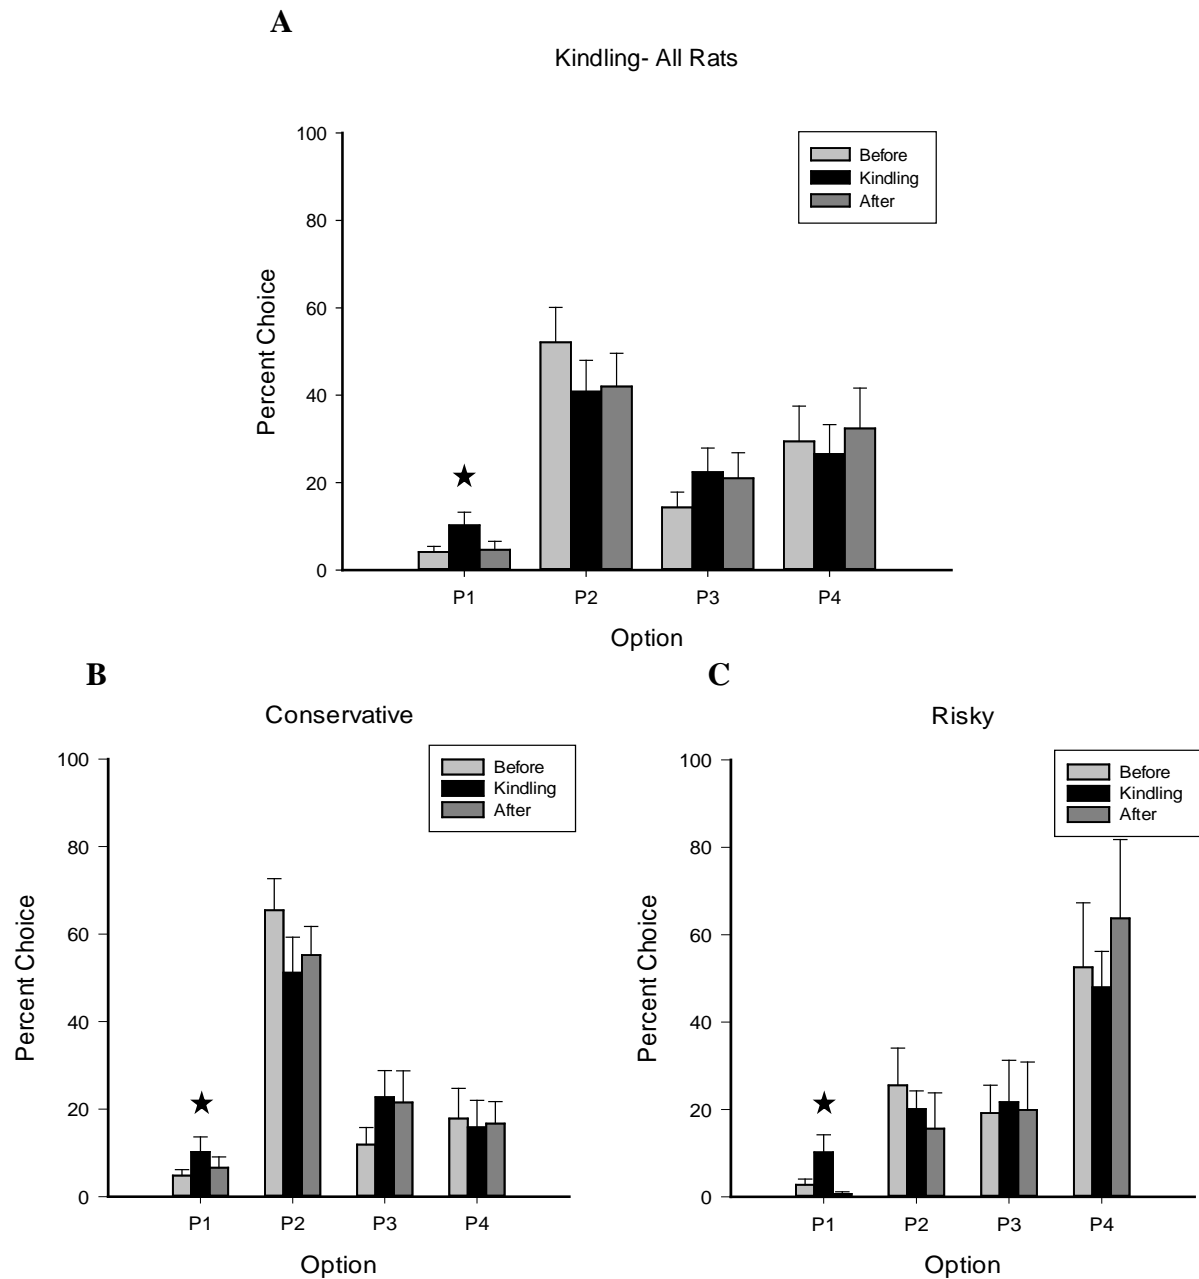 A
Kindling- All Rats
100
80
60
40
20
0
Percent Choice
Before
Kindling
After
P1 P2 P3 P4
Option
B
Conservative
100
80
60
40
20
0
Percent Choice
Before
Kindling
After
P1 P2 P3 P4
Option
C
Risky
100
80
60
40
20
0
Percent Choice
Before
Kindling
After
P1 P2 P3 P4
Option